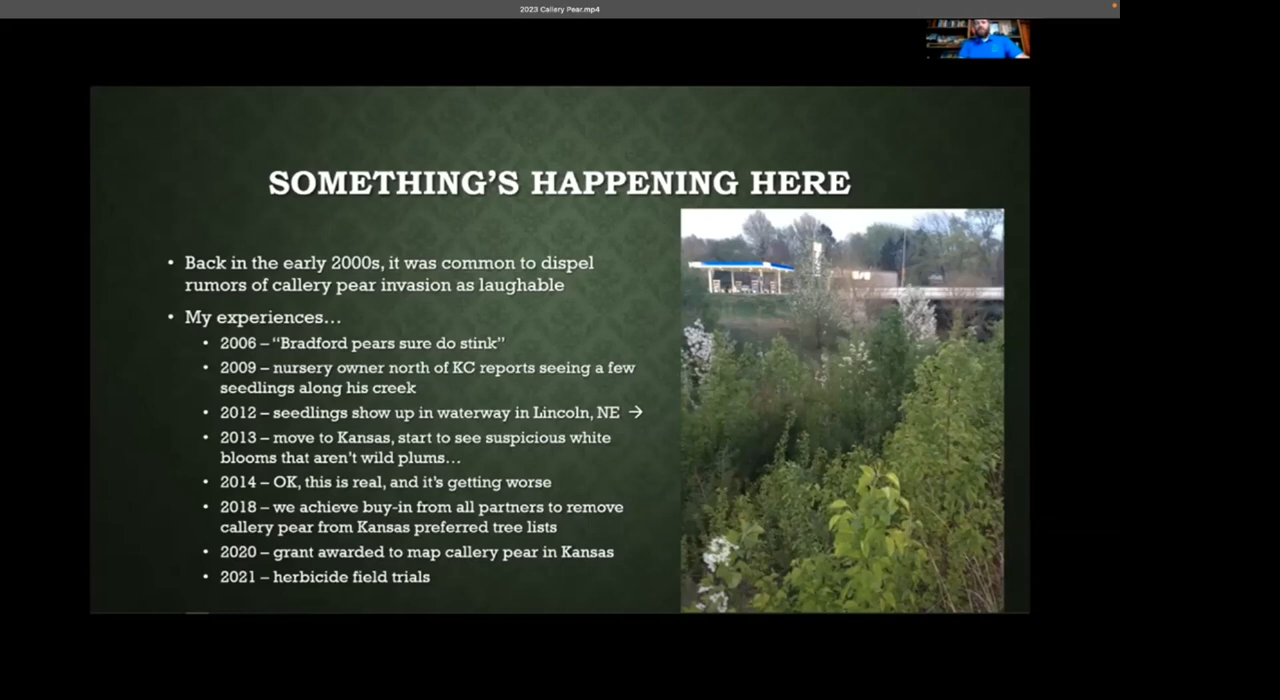 2023 Callery Pear.mp4
SOMETHING'S HAPPENING HERE
• Back in the early 2000s, it was common to dispel
rumors of callery pear invasion as laughable
• My experiences…
• 2006 – “Bradford pears sure do stink”
• 2009 – nursery owner north of KC reports seeing a few
seedlings along his creek
• 2012 – seedlings show up in waterway in Lincoln, NE →
• 2013 – move to Kansas, start to see suspicious white
blooms that aren't wild plums…
• 2014 – OK, this is real, and it's getting worse
• 2018 – we achieve buy-in from all partners to remove
callery pear from Kansas preferred tree lists
• 2020 – grant awarded to map callery pear in Kansas
• 2021 – herbicide field trials